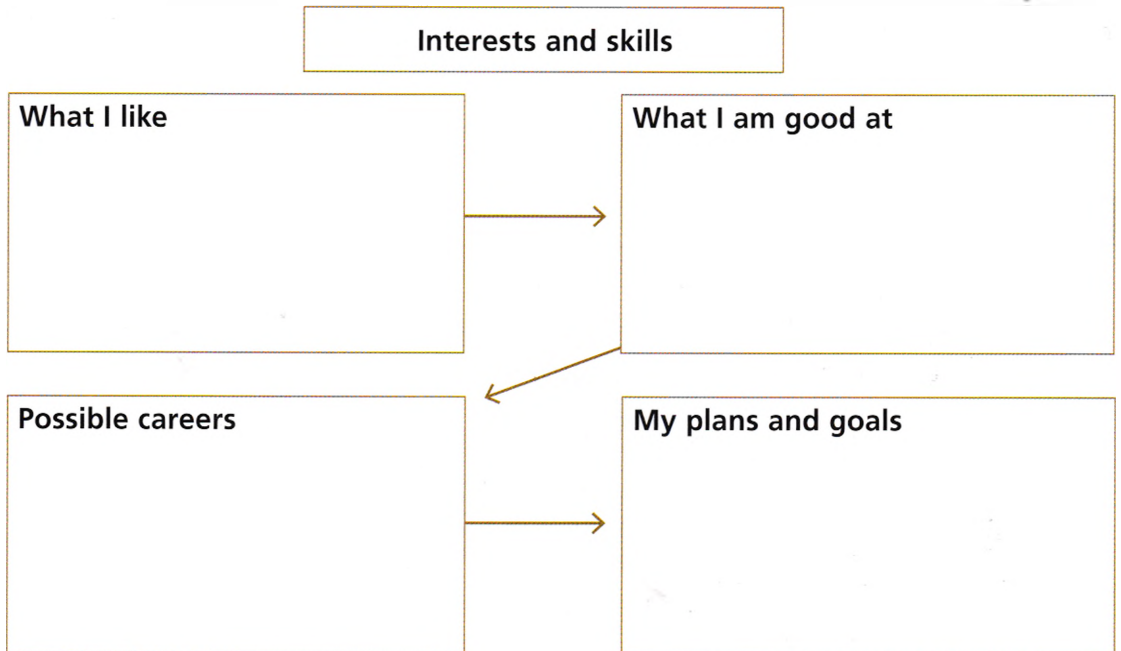 Interests and skills
What I like
What I am good at
Possible careers
My plans and goals